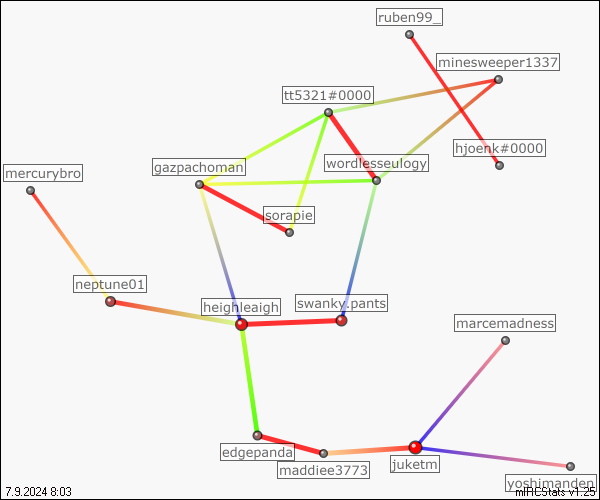 ruben99_
minesweeper1337
tt5321#0000
hjoenk#0000
wordlesseulogy
gazpachoman
mercurybro
sorapie
neptune01
swanky.pants
heighleaigh
marcemadness
edgepanda
juketm
maddiee3773
yoshimanden
7.9.2024 8:03
mIRCStats v1.25